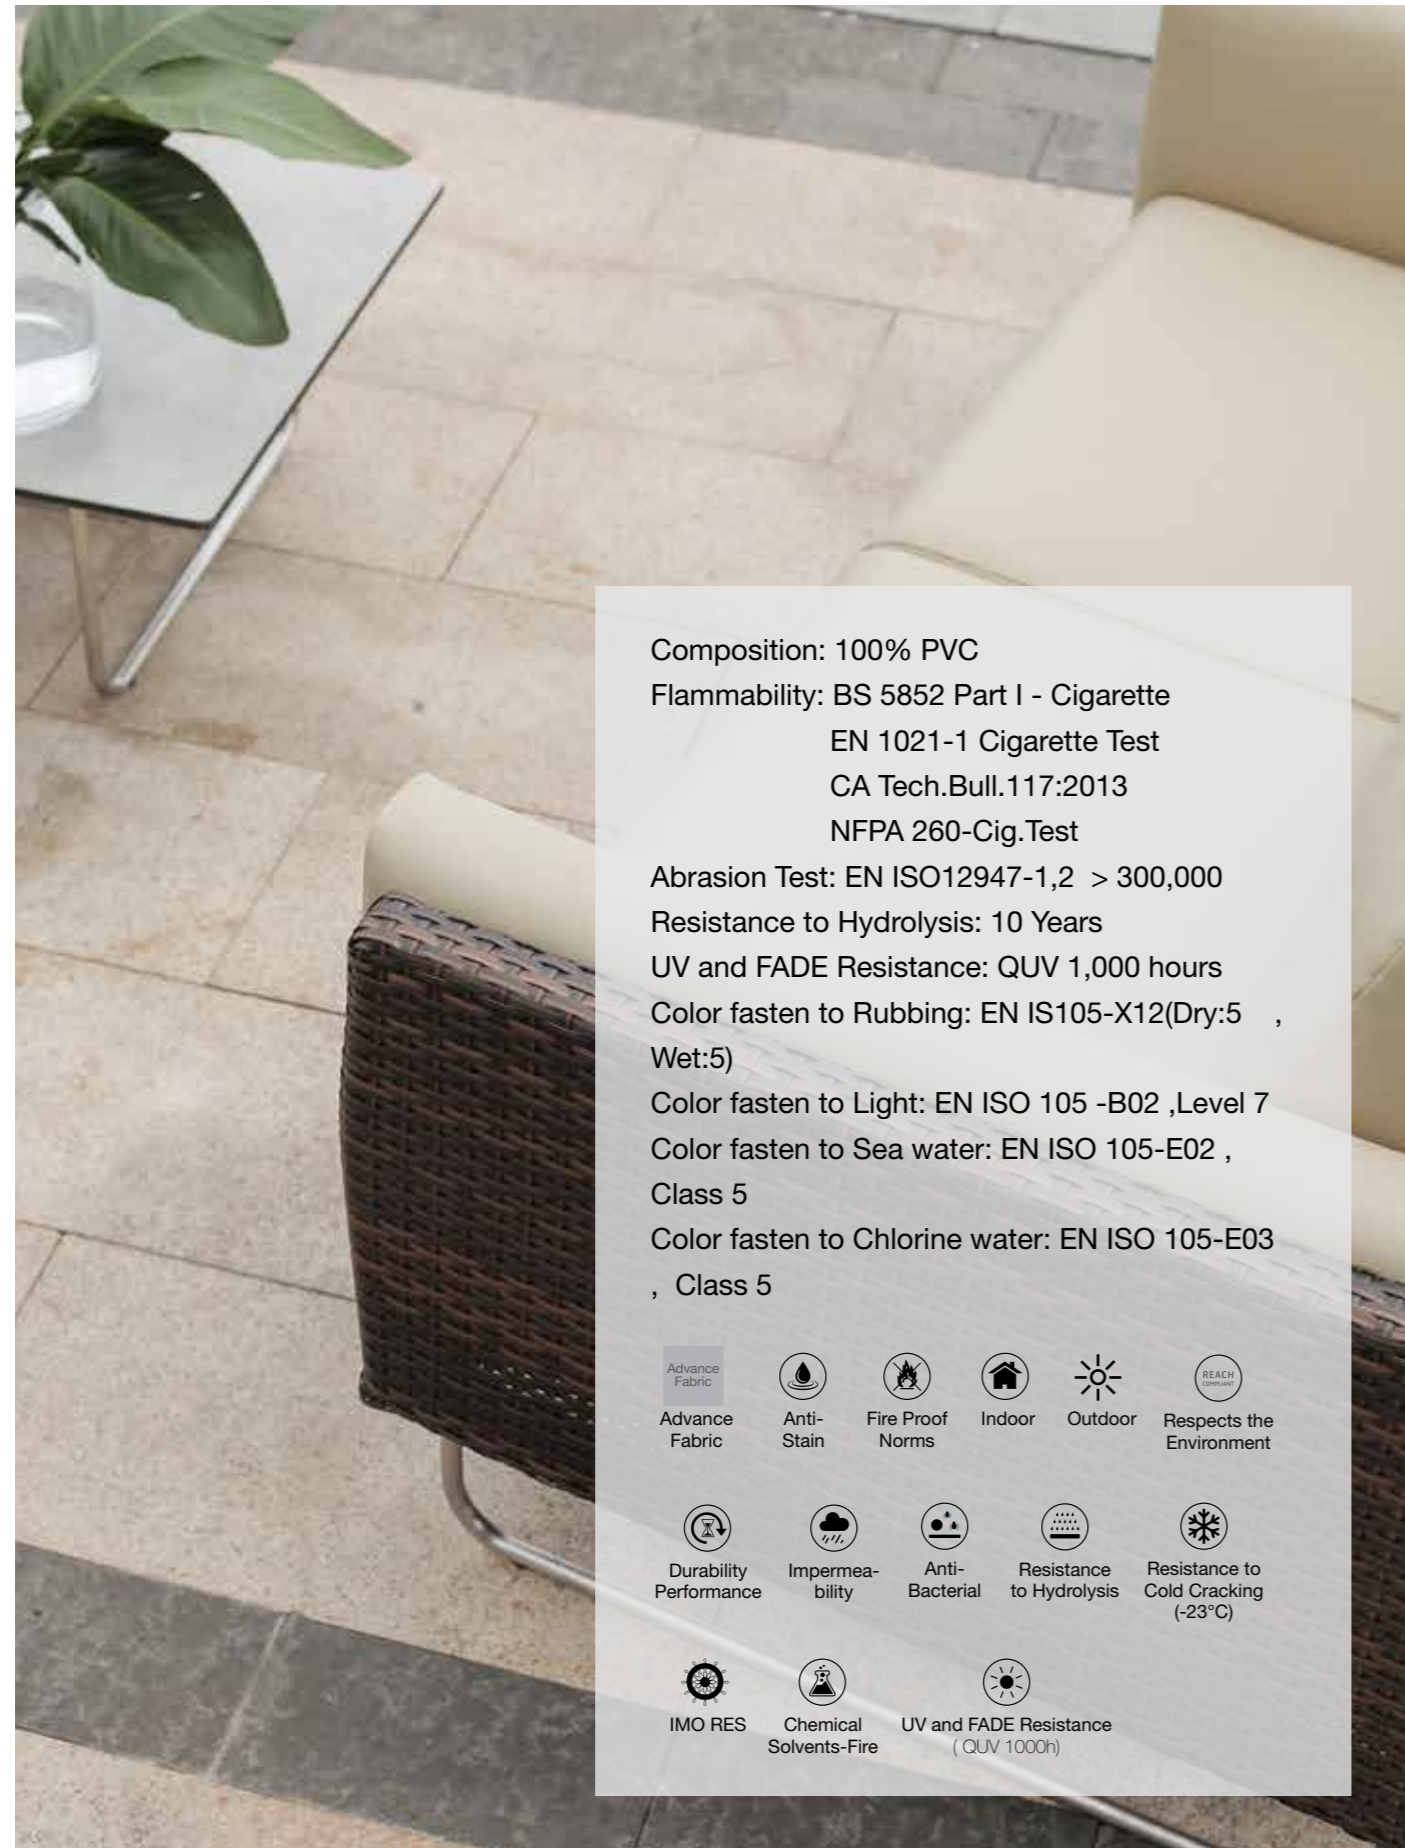 Composition: 100% PVC
Flammability: BS 5852 Part I - Cigarette
EN 1021-1 Cigarette Test
CA Tech.Bull.117:2013
NFPA 260-Cig.Test
Abrasion Test: EN ISO12947-1,2 > 300,000
Resistance to Hydrolysis: 10 Years
UV and FADE Resistance: QUV 1,000 hours
Color fasten to Rubbing: EN IS105-X12(Dry:5 ,
Wet:5)
Color fasten to Light: EN ISO 105 -B02 ,Level 7
Color fasten to Sea water: EN ISO 105-E02 ,
Class 5
Color fasten to Chlorine water: EN ISO 105-E03
, Class 5
Advance
Fabric
REACH
COMPLIANT
Advance
Fabric
Anti-
Stain
Fire Proof
Norms
Indoor
Outdoor
Respects the
Environment
Durability
Performance
Impermea-
bility
Anti-
Bacterial
Resistance
to Hydrolysis
Resistance to
Cold Cracking
(-23°C)
IMO RES
Chemical
Solvents-Fire
UV and FADE Resistance
( QUV 1000h)